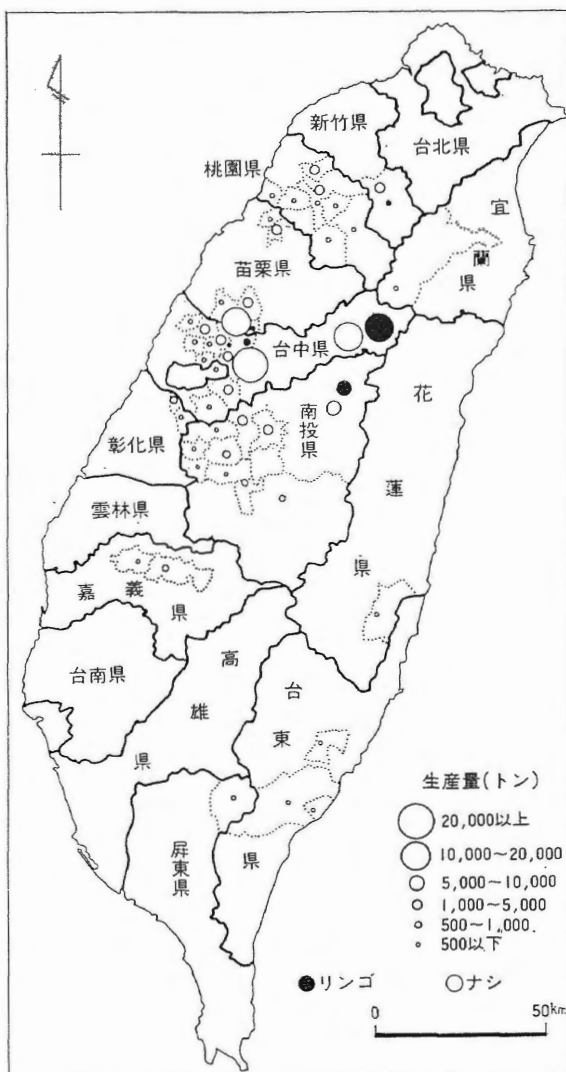 新竹県
台北県
桃園県
宜蘭県
苗栗県
台中県
花蓮県
南投県
彰化県
雲林県
嘉義県
台南県
高雄県
台東県
屛東県
生産量(トン)
20,000以上
10,000~20,000
5,000~10,000
1,000~5,000
500~1,000
500以下
●リンゴ ○ナシ
0 50km